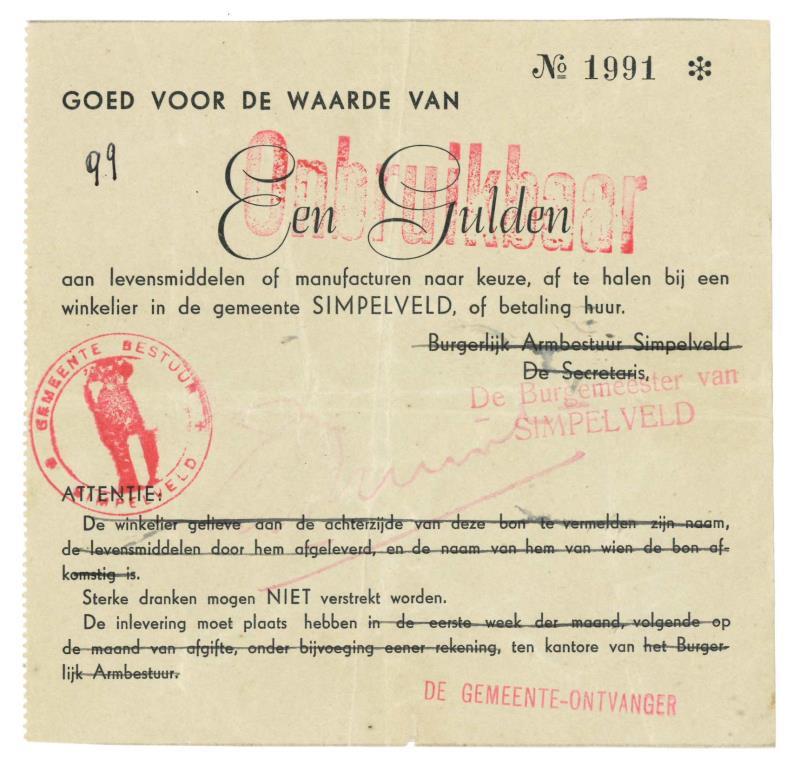 № 1991 *
GOED VOOR DE WAARDE VAN
99
Onbruikbaar
Een Gulden
aan levensmiddelen of manufacturen naar keuze, af te halen bij een
winkelier in de gemeente SIMPELVELD, of betaling huur.
Burgerlijk Armbestuur Simpelveld
De Secretaris,
De Burgemeester van
SIMPELVELD
GEMEENTE BESTUUR
SIMPELVELD
ATTENTIE:
De winkelier gelieve aan de achterzijde van deze bon te vermelden zijn naam,
de levensmiddelen door hem afgeleverd, en de naam van hem van wien de bon af-
komstig is.
Sterke dranken mogen NIET verstrekt worden.
De inlevering moet plaats hebben in de eerste week der maand, volgende op
de maand van afgifte, onder bijvoeging eener rekening, ten kantore van het Burger-
lijk Armbestuur.
DE GEMEENTE-ONTVANGER